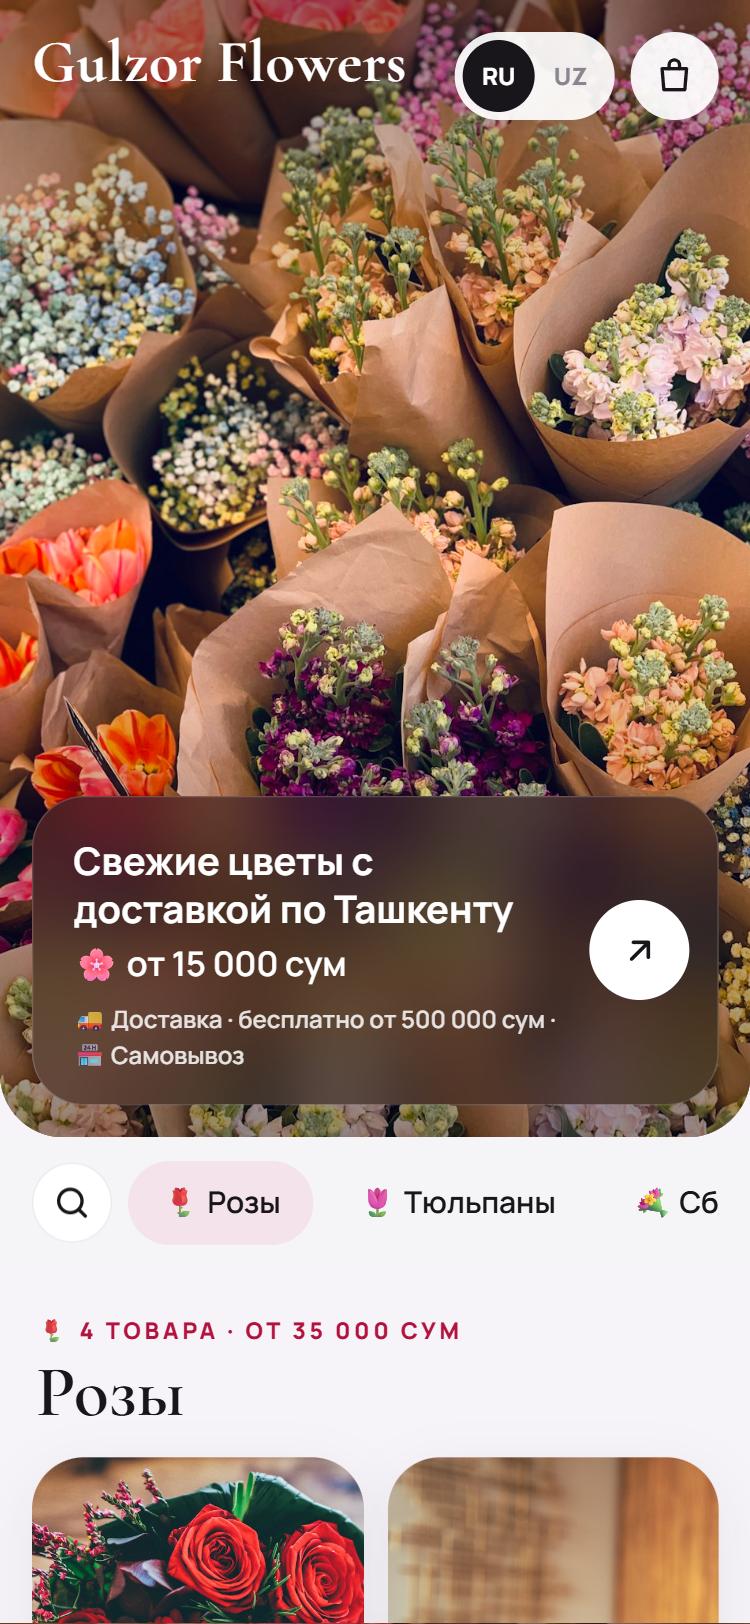 Gulzor Flowers
RU UZ
Свежие цветы с
доставкой по Ташкенту
🌸 от 15 000 сум
🚚 Доставка · бесплатно от 500 000 сум ·
🏪 Самовывоз
🌹 Розы 🌷 Тюльпаны 💐 Сб
🌹 4 ТОВАРА · ОТ 35 000 СУМ
Розы